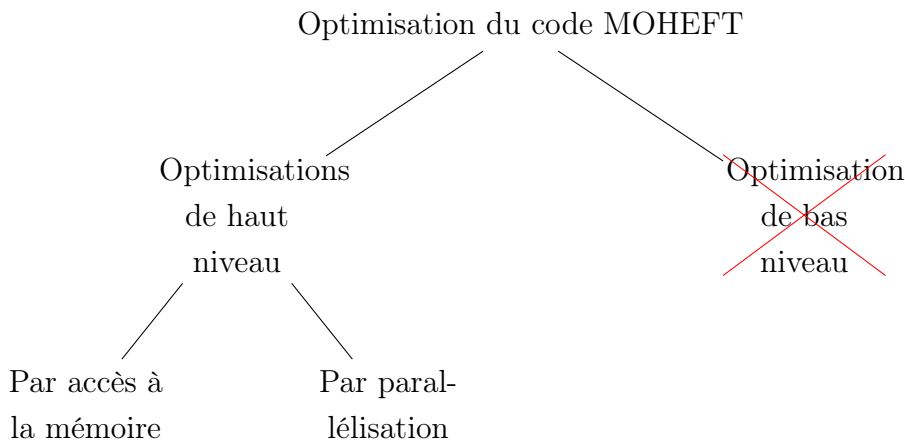 Optimisation du code MOHEFT
Optimisations
de haut
niveau
Optimisation
de bas
niveau
Par accès à
la mémoire
Par paral-
lélisation